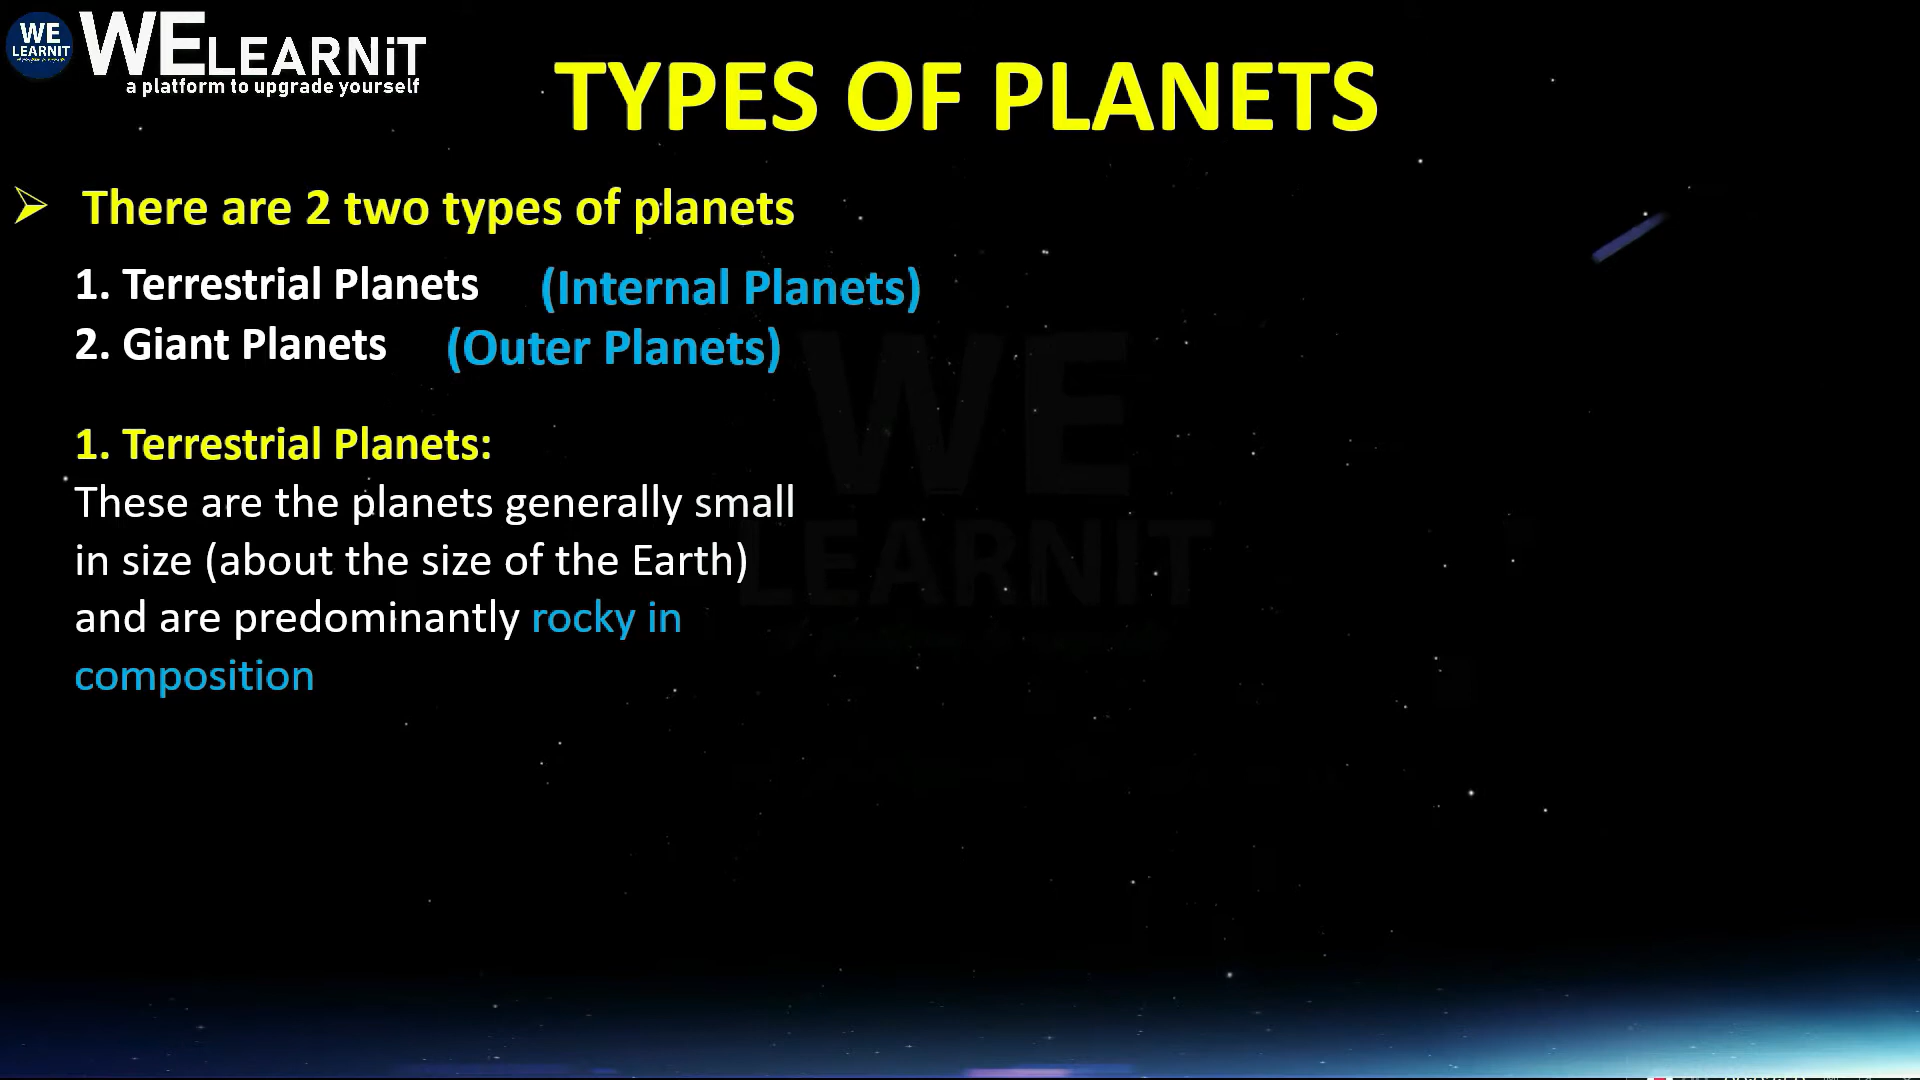 WE
LEARNIT
WELEARNiT
a platform to upgrade yourself
TYPES OF PLANETS
➢ There are 2 two types of planets
1. Terrestrial Planets (Internal Planets)
2. Giant Planets (Outer Planets)
1. Terrestrial Planets:
These are the planets generally small
in size (about the size of the Earth)
and are predominantly rocky in
composition
WE
LEARNIT